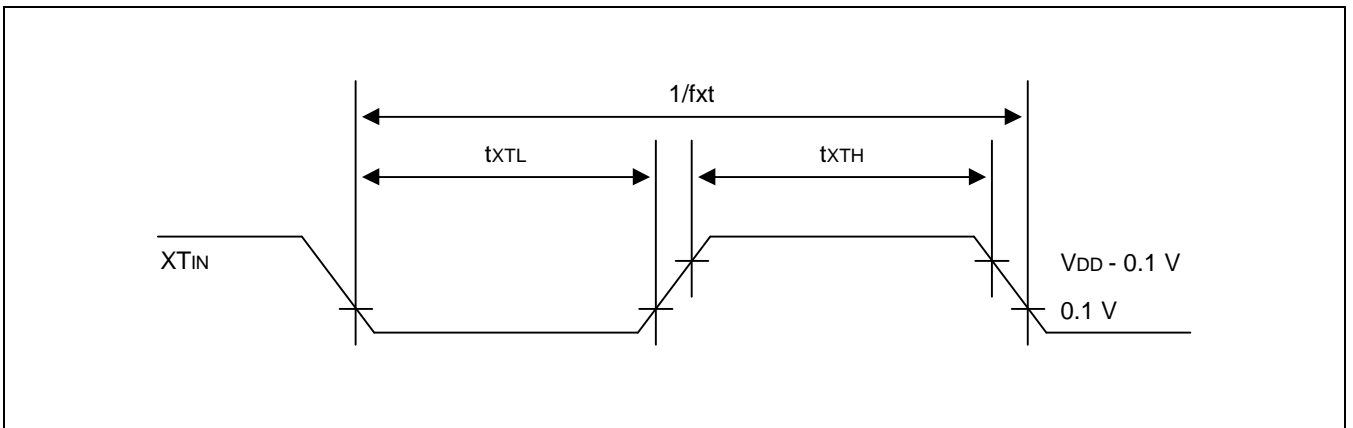 1/fxt
tXTL
tXTH
XTIN
VDD - 0.1 V
0.1 V